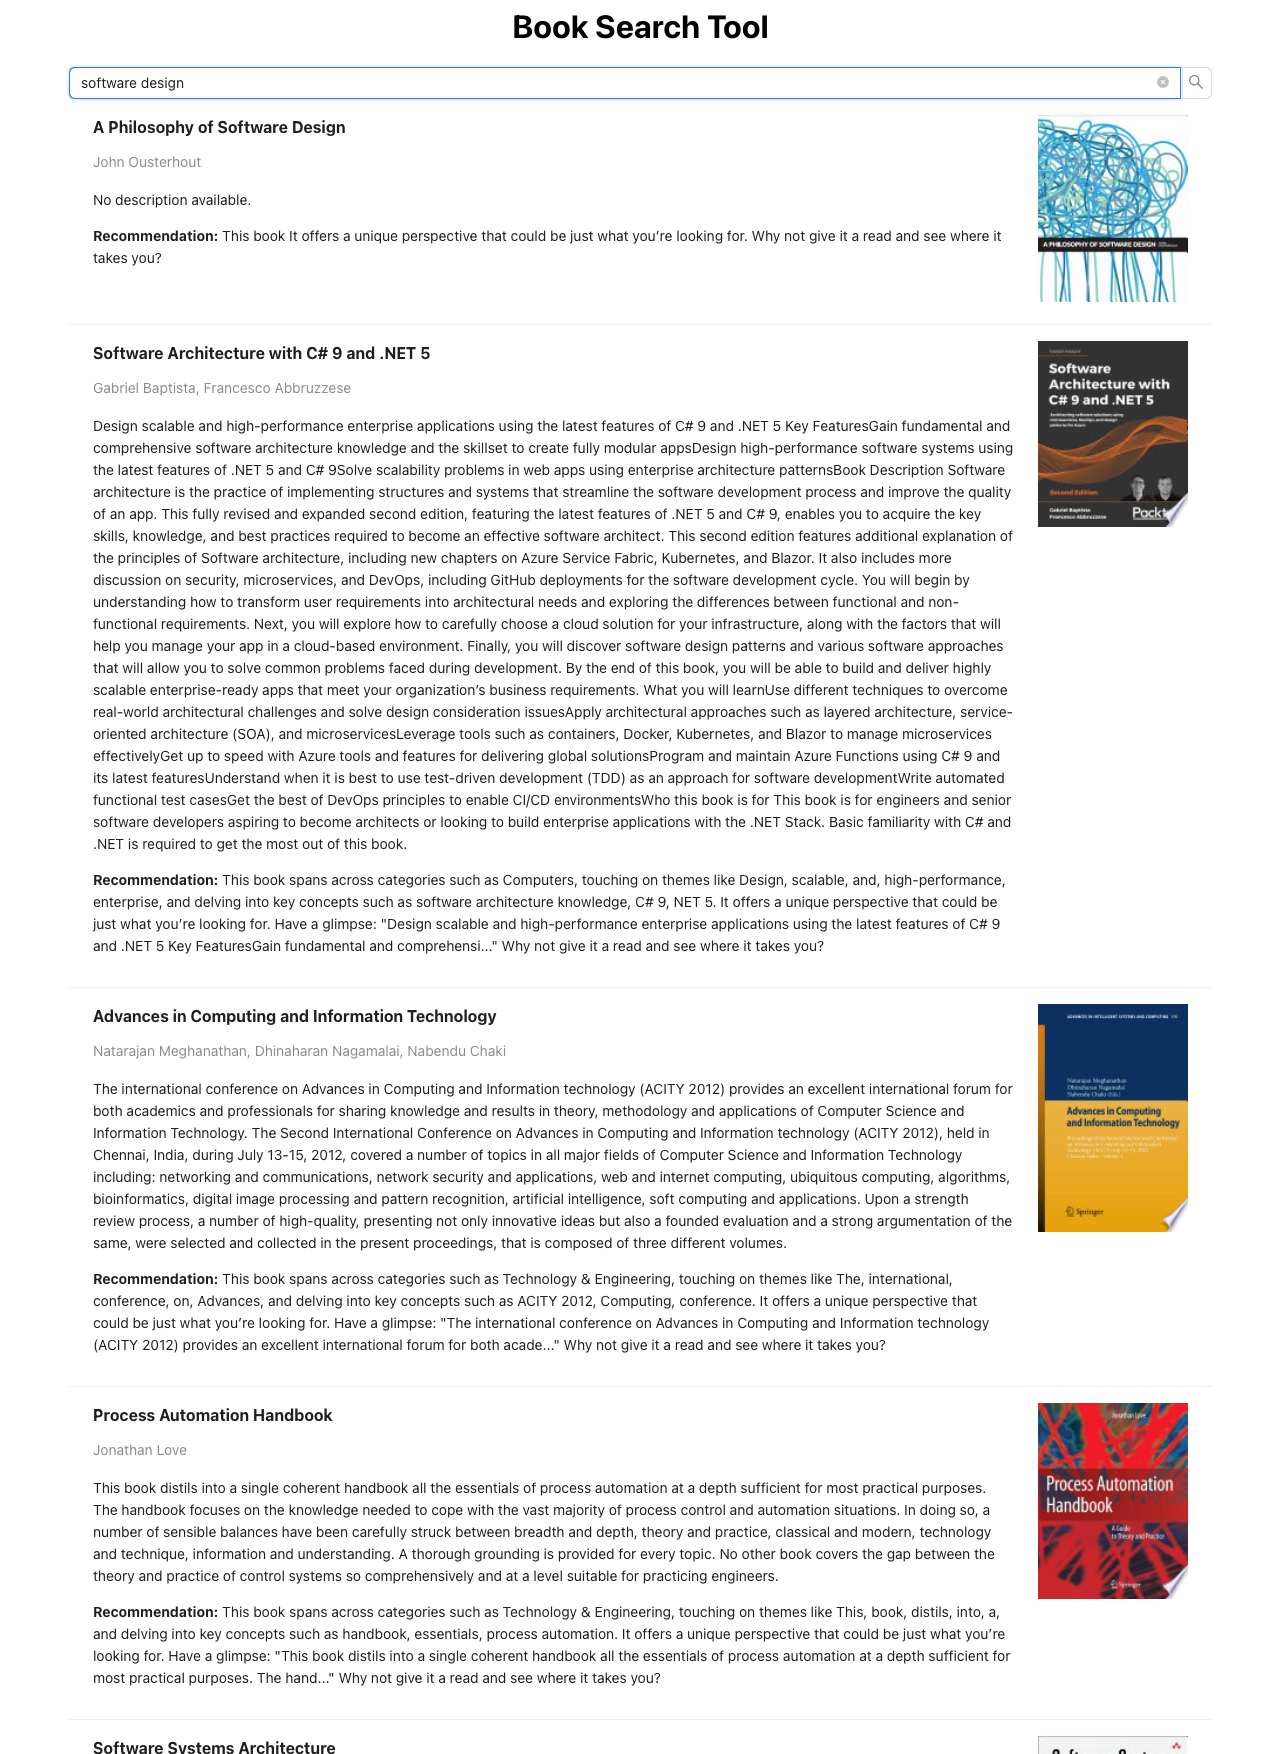 Book Search Tool
software design
A Philosophy of Software Design
John Ousterhout
No description available.
Recommendation: This book It offers a unique perspective that could be just what you're looking for. Why not give it a read and see where it
takes you?
A PHILOSOPHY OF SOFTWARE DESIGN
Software Architecture with C# 9 and .NET 5
Gabriel Baptista, Francesco Abbruzzese
Design scalable and high-performance enterprise applications using the latest features of C# 9 and .NET 5 Key FeaturesGain fundamental and
comprehensive software architecture knowledge and the skillset to create fully modular appsDesign high-performance software systems using
the latest features of .NET 5 and C# 9Solve scalability problems in web apps using enterprise architecture patternsBook Description Software
architecture is the practice of implementing structures and systems that streamline the software development process and improve the quality
of an app. This fully revised and expanded second edition, featuring the latest features of .NET 5 and C# 9, enables you to acquire the key
skills, knowledge, and best practices required to become an effective software architect. This second edition features additional explanation of
the principles of Software architecture, including new chapters on Azure Service Fabric, Kubernetes, and Blazor. It also includes more
discussion on security, microservices, and DevOps, including GitHub deployments for the software development cycle. You will begin by
understanding how to transform user requirements into architectural needs and exploring the differences between functional and non-
functional requirements. Next, you will explore how to carefully choose a cloud solution for your infrastructure, along with the factors that will
help you manage your app in a cloud-based environment. Finally, you will discover software design patterns and various software approaches
that will allow you to solve common problems faced during development. By the end of this book, you will be able to build and deliver highly
scalable enterprise-ready apps that meet your organization's business requirements. What you will learnUse different techniques to overcome
real-world architectural challenges and solve design consideration issuesApply architectural approaches such as layered architecture, service-
oriented architecture (SOA), and microservicesLeverage tools such as containers, Docker, Kubernetes, and Blazor to manage microservices
effectivelyGet up to speed with Azure tools and features for delivering global solutionsProgram and maintain Azure Functions using C# 9 and
its latest featuresUnderstand when it is best to use test-driven development (TDD) as an approach for software developmentWrite automated
functional test casesGet the best of DevOps principles to enable CI/CD environmentsWho this book is for This book is for engineers and senior
software developers aspiring to become architects or looking to build enterprise applications with the .NET Stack. Basic familiarity with C# and
.NET is required to get the most out of this book.
Recommendation: This book spans across categories such as Computers, touching on themes like Design, scalable, and, high-performance,
enterprise, and delving into key concepts such as software architecture knowledge, C# 9, NET 5. It offers a unique perspective that could be
just what you're looking for. Have a glimpse: "Design scalable and high-performance enterprise applications using the latest features of C# 9
and .NET 5 Key FeaturesGain fundamental and comprehensi..." Why not give it a read and see where it takes you?
Software
Architecture with
C# 9 and .NET 5
Second Edition
Gabriel Baptista
Francesco Abbruzzese
Packt
Advances in Computing and Information Technology
Natarajan Meghanathan, Dhinaharan Nagamalai, Nabendu Chaki
The international conference on Advances in Computing and Information technology (ACITY 2012) provides an excellent international forum for
both academics and professionals for sharing knowledge and results in theory, methodology and applications of Computer Science and
Information Technology. The Second International Conference on Advances in Computing and Information technology (ACITY 2012), held in
Chennai, India, during July 13-15, 2012, covered a number of topics in all major fields of Computer Science and Information Technology
including: networking and communications, network security and applications, web and internet computing, ubiquitous computing, algorithms,
bioinformatics, digital image processing and pattern recognition, artificial intelligence, soft computing and applications. Upon a strength
review process, a number of high-quality, presenting not only innovative ideas but also a founded evaluation and a strong argumentation of the
same, were selected and collected in the present proceedings, that is composed of three different volumes.
Recommendation: This book spans across categories such as Technology & Engineering, touching on themes like The, international,
conference, on, Advances, and delving into key concepts such as ACITY 2012, Computing, conference. It offers a unique perspective that
could be just what you're looking for. Have a glimpse: "The international conference on Advances in Computing and Information technology
(ACITY 2012) provides an excellent international forum for both acade..." Why not give it a read and see where it takes you?
ADVANCES IN INTELLIGENT SYSTEMS AND COMPUTING
Natarajan Meghanathan
Dhinaharan Nagamalai
Nabendu Chaki (Eds.)
Advances in Computing
and Information Technology
Springer
Process Automation Handbook
Jonathan Love
This book distils into a single coherent handbook all the essentials of process automation at a depth sufficient for most practical purposes.
The handbook focuses on the knowledge needed to cope with the vast majority of process control and automation situations. In doing so, a
number of sensible balances have been carefully struck between breadth and depth, theory and practice, classical and modern, technology
and technique, information and understanding. A thorough grounding is provided for every topic. No other book covers the gap between the
theory and practice of control systems so comprehensively and at a level suitable for practicing engineers.
Recommendation: This book spans across categories such as Technology & Engineering, touching on themes like This, book, distils, into, a,
and delving into key concepts such as handbook, essentials, process automation. It offers a unique perspective that could be just what you're
looking for. Have a glimpse: "This book distils into a single coherent handbook all the essentials of process automation at a depth sufficient for
most practical purposes. The hand..." Why not give it a read and see where it takes you?
Jonathan Love
Process Automation
Handbook
A Guide
to Theory and Practice
Springer
Software Systems Architecture